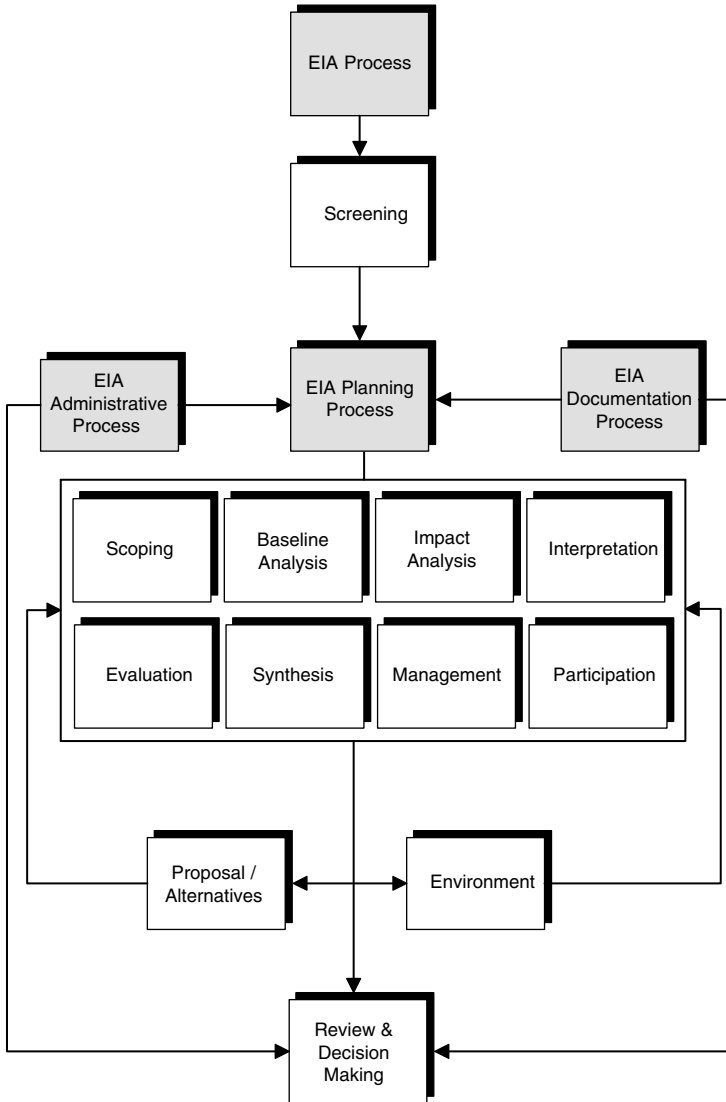 EIA Process
Screening
EIA
Administrative
Process
EIA Planning
Process
EIA
Documentation
Process
Scoping
Baseline
Analysis
Impact
Analysis
Interpretation
Evaluation
Synthesis
Management
Participation
Proposal /
Alternatives
Environment
Review &
Decision
Making